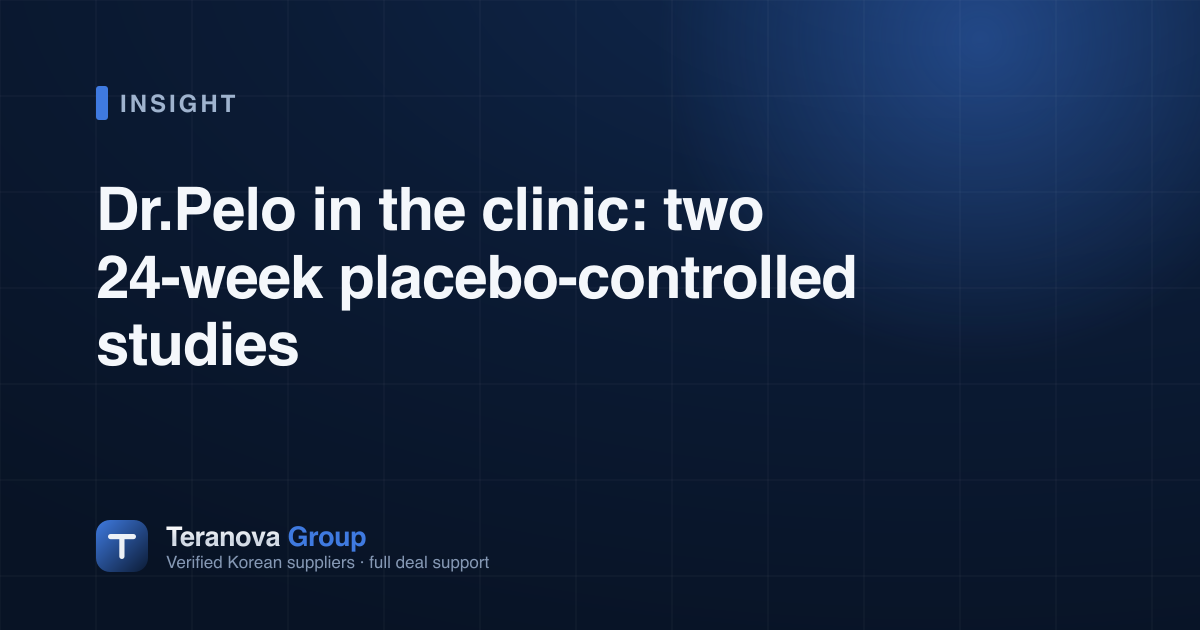 INSIGHT
Dr.Pelo in the clinic: two
24-week placebo-controlled
studies
T
Teranova Group
Verified Korean suppliers · full deal support